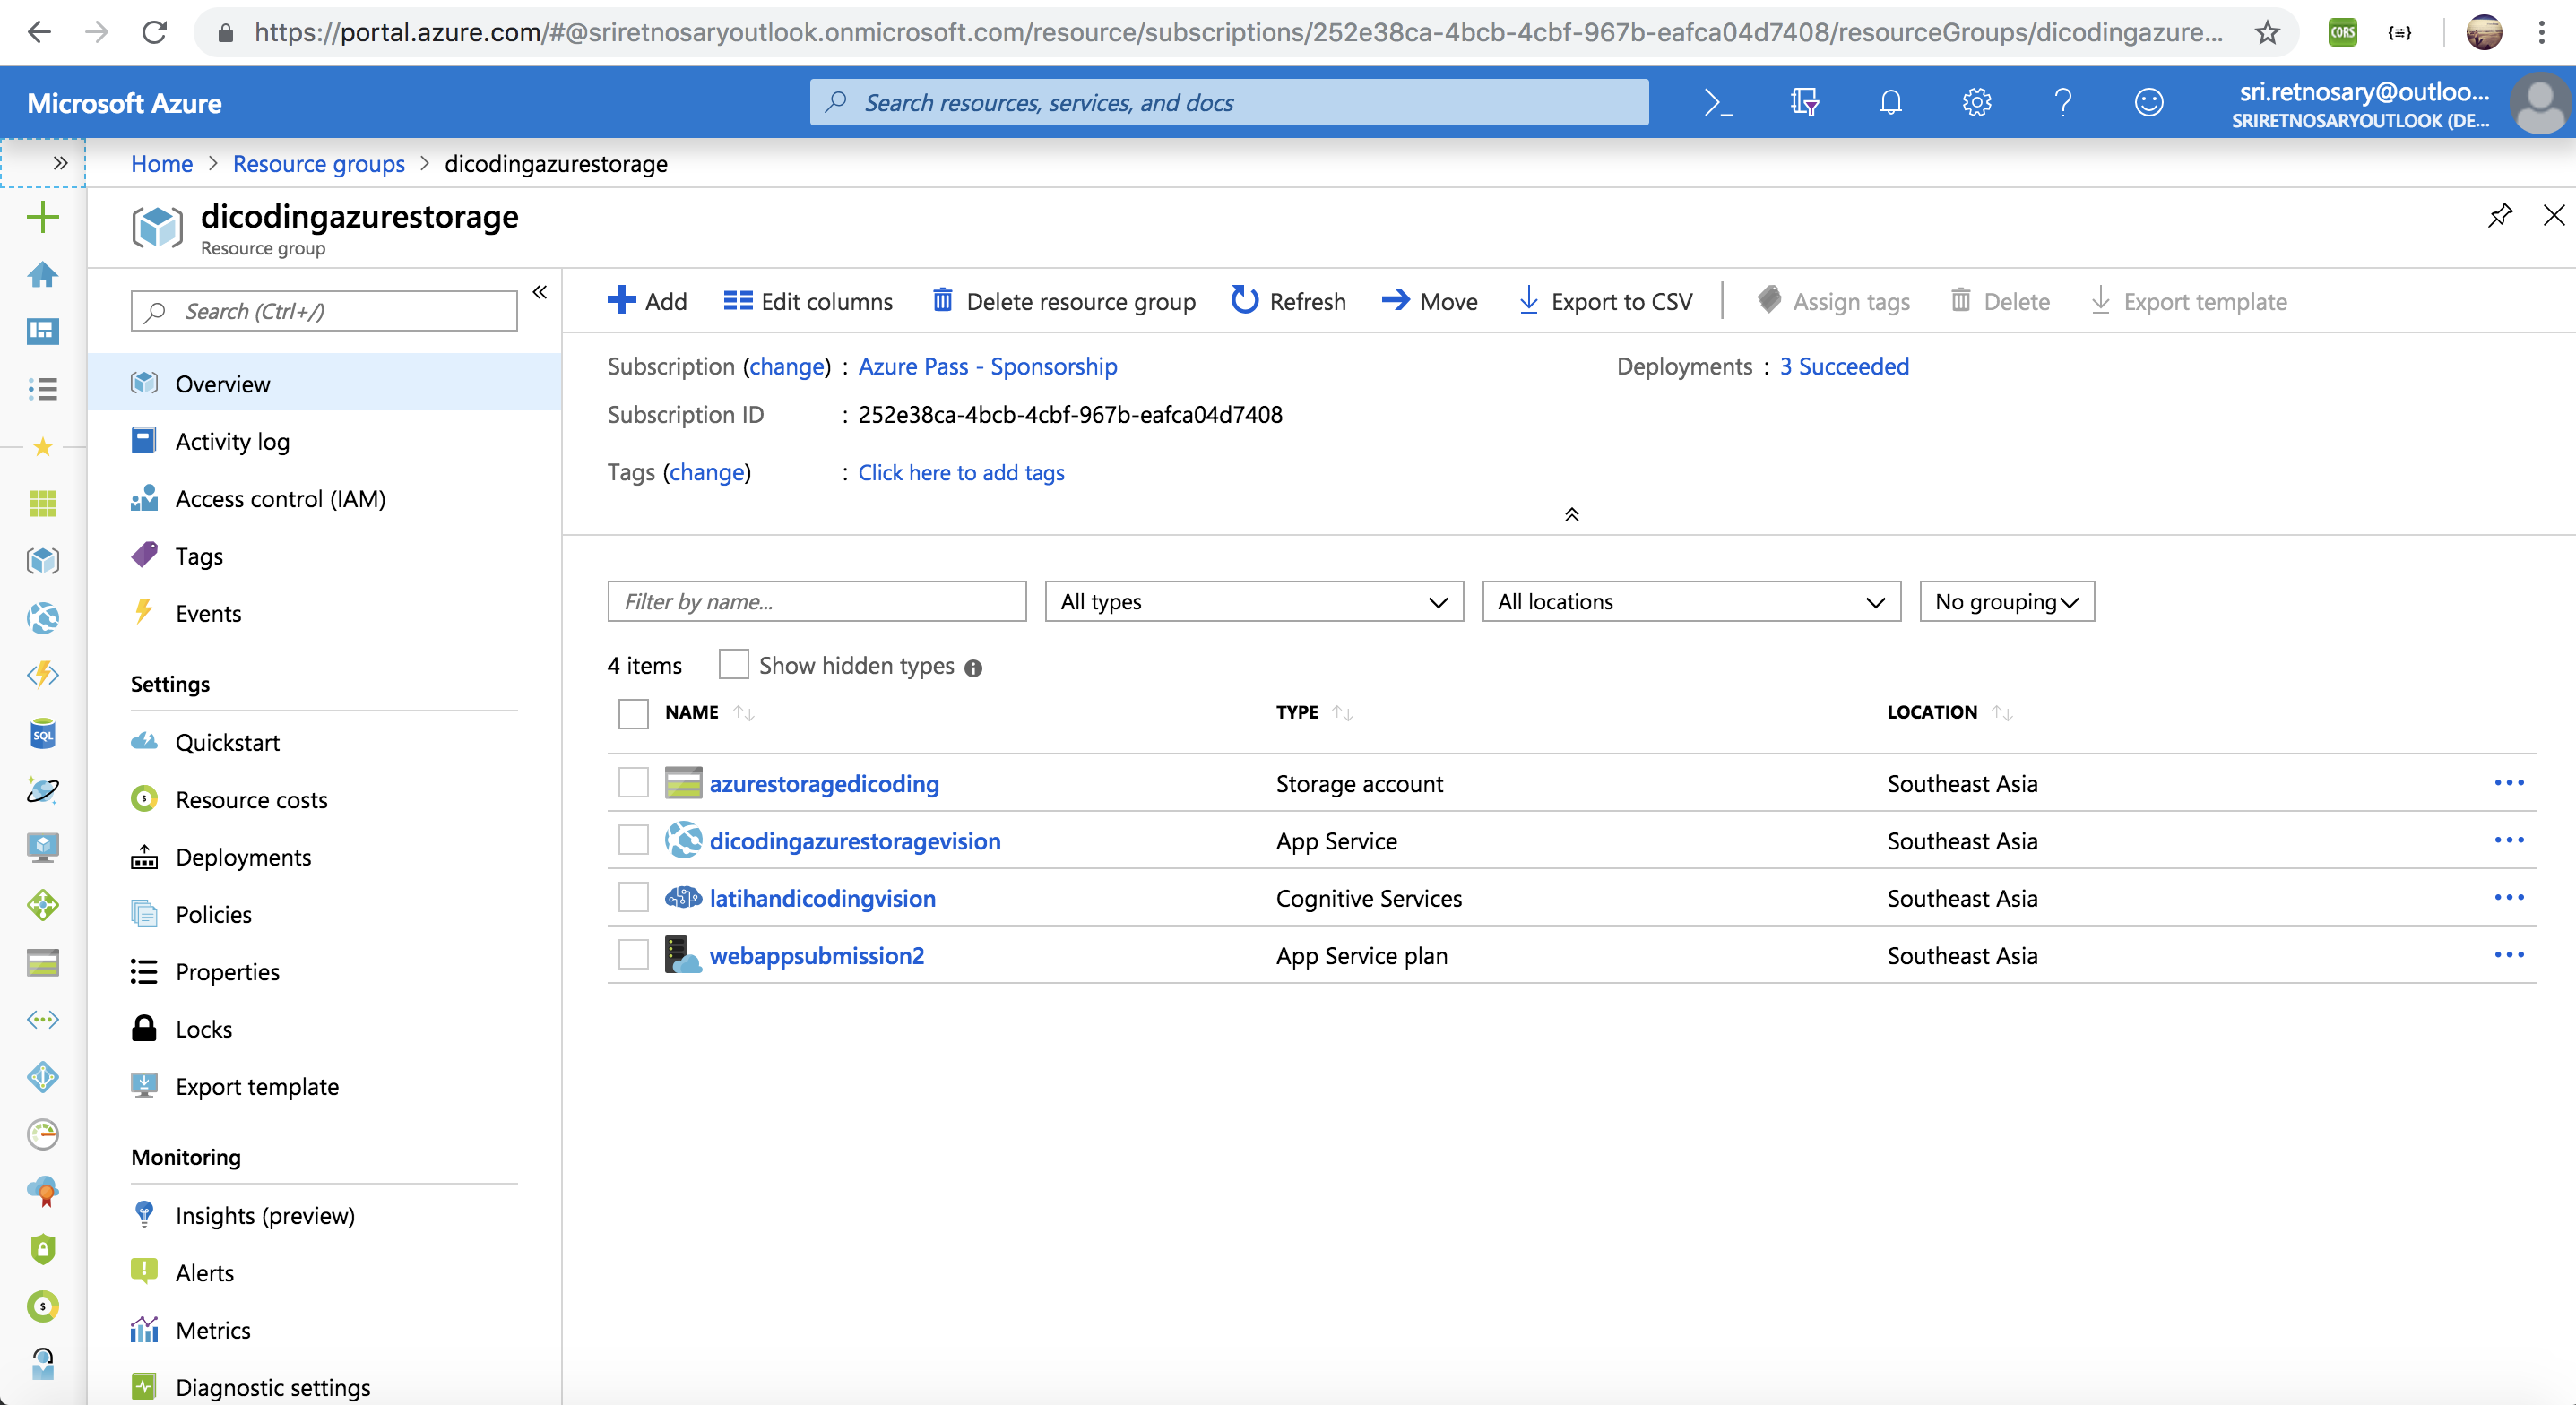 https://portal.azure.com/#@sriretnosaryoutlook.onmicrosoft.com/resource/subscriptions/252e38ca-4bcb-4cbf-967b-eafca04d7408/resourceGroups/dicodingazure...
CORS
Microsoft Azure
Search resources, services, and docs
sri.retnosary@outloo...
SRIRETNOSARYOUTLOOK (DE...
Home > Resource groups > dicodingazurestorage
dicodingazurestorage
Resource group
Search (Ctrl+/)
Add Edit columns Delete resource group Refresh Move Export to CSV Assign tags Delete Export template
Subscription (change) : Azure Pass - Sponsorship
Deployments : 3 Succeeded
Subscription ID : 252e38ca-4bcb-4cbf-967b-eafca04d7408
Tags (change) : Click here to add tags
Overview
Activity log
Access control (IAM)
Tags
Events
Settings
Quickstart
Resource costs
Deployments
Policies
Properties
Locks
Export template
Monitoring
Insights (preview)
Alerts
Metrics
Diagnostic settings
SQL
Filter by name... All types All locations No grouping
4 items Show hidden types
NAME TYPE LOCATION
azurestoragedicoding Storage account Southeast Asia
dicodingazurestoragevision App Service Southeast Asia
latihandicodingvision Cognitive Services Southeast Asia
webappsubmission2 App Service plan Southeast Asia